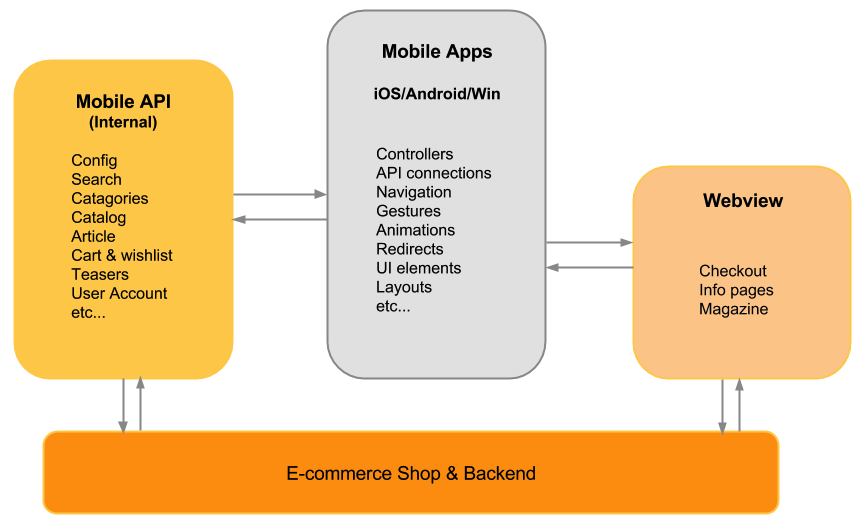 Mobile API
(Internal)
Config
Search
Catagories
Catalog
Article
Cart & wishlist
Teasers
User Account
etc...
Mobile Apps
iOS/Android/Win
Controllers
API connections
Navigation
Gestures
Animations
Redirects
UI elements
Layouts
etc...
Webview
Checkout
Info pages
Magazine
E-commerce Shop & Backend